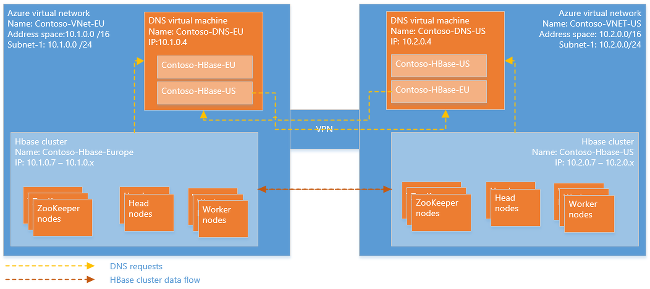 Azure virtual network
Name: Contoso-VNet-EU
Address space:10.1.0.0 /16
Subnet-1: 10.1.0.0 /24
DNS virtual machine
Name: Contoso-DNS-EU
IP:10.1.0.4
Contoso-HBase-EU
Contoso-HBase-US
Hbase cluster
Name: Contoso-Hbase-Europe
IP: 10.1.0.7 – 10.1.0.x
ZooKeeper
nodes
Head
nodes
Worker
nodes
VPN
DNS virtual machine
Name: Contoso-DNS-US
IP:10.2.0.4
Contoso-HBase-US
Contoso-HBase-EU
Azure virtual network
Name: Contoso-VNET-US
Address space: 10.2.0.0/16
Subnet-1: 10.2.0.0/24
Hbase cluster
Name: Contoso-Hbase-US
IP: 10.2.0.7 – 10.2.0.x
ZooKeeper
nodes
Head
nodes
Worker
nodes
DNS requests
HBase cluster data flow